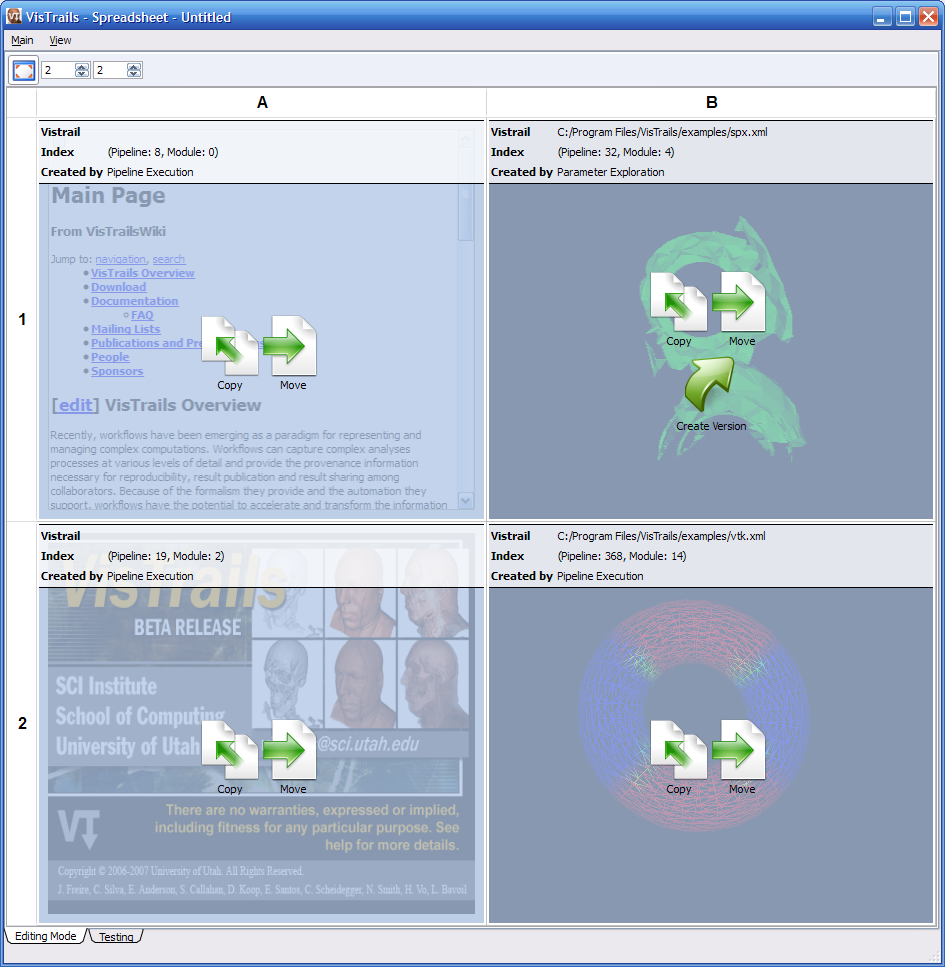 VisTrails - Spreadsheet - Untitled
Main View
2 2
A B
1
Vistrail
Index (Pipeline: 8, Module: 0)
Created by Pipeline Execution
Main Page
From VisTrailsWiki
Jump to: navigation, search
VisTrails Overview
Download
Documentation
FAQ
Mailing Lists
Publications and Pre
People
Sponsors
Copy Move
[edit] VisTrails Overview
Recently, workflows have been emerging as a paradigm for representing and
managing complex computations. Workflows can capture complex analyses
processes at various levels of detail and provide the provenance information
necessary for reproducibility, result publication and result sharing among
collaborators. Because of the formalism they provide and the automation they
support, workflows have the potential to accelerate and transform the information
Vistrail C:/Program Files/VisTrails/examples/spx.xml
Index (Pipeline: 32, Module: 4)
Created by Parameter Exploration
Copy Move
Create Version
2
Vistrail
Index (Pipeline: 19, Module: 2)
Created by Pipeline Execution
VisTrails
BETA RELEASE
SCI Institute
School of Computing
University of Utah
@sci.utah.edu
Copy Move
VT
There are no warranties, expressed or implied,
including fitness for any particular purpose. See
help for more details.
Copyright © 2006-2007 University of Utah. All Rights Reserved.
J. Freire, C. Silva, E. Anderson, S. Callahan, D. Koop, E. Santos, C. Scheidegger, N. Smith, H. Vo, L. Bavoil
Vistrail C:/Program Files/VisTrails/examples/vtk.xml
Index (Pipeline: 368, Module: 14)
Created by Pipeline Execution
Copy Move
Editing Mode Testing